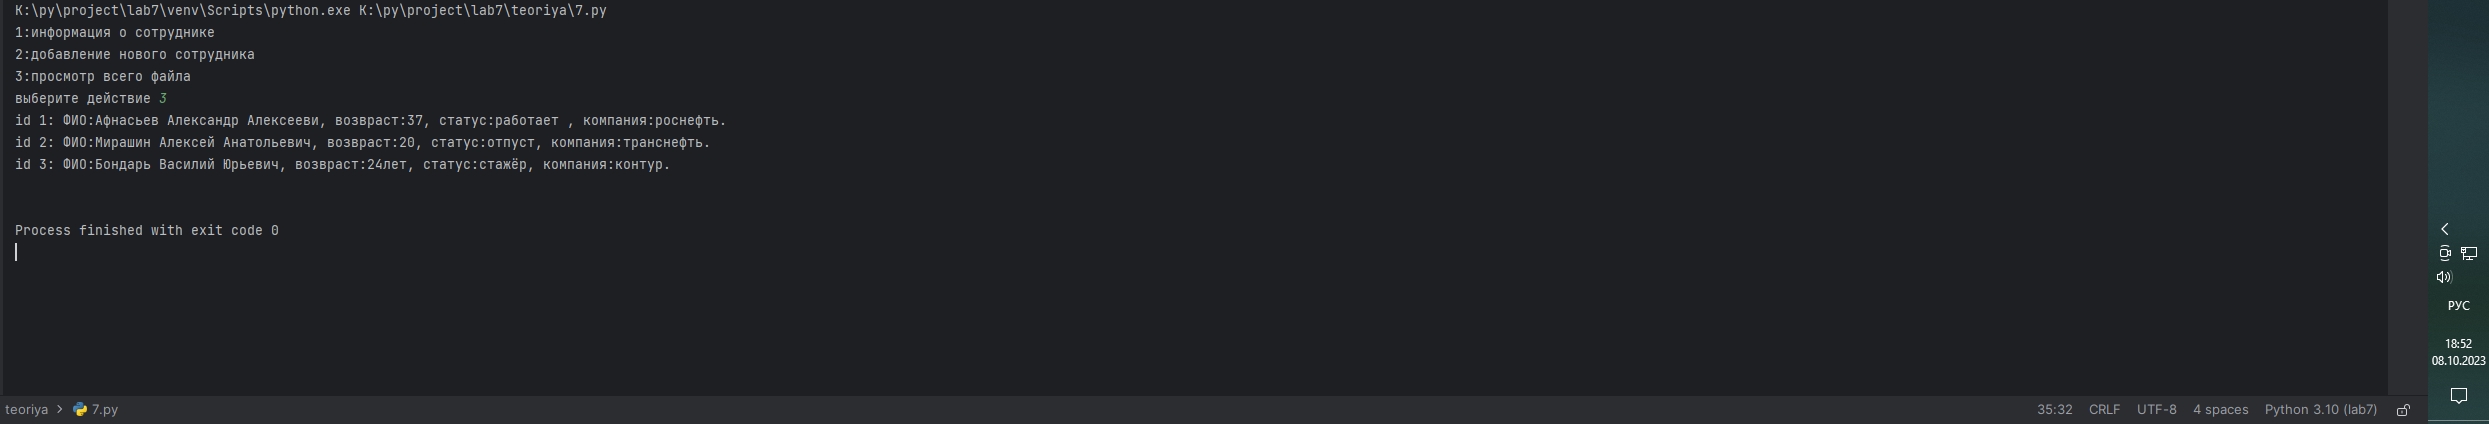 K:\py\project\lab7\venv\Scripts\python.exe K:\py\project\lab7\teoriya\7.py
1:информация о сотруднике
2:добавление нового сотрудника
3:просмотр всего файла
выберите действие 3
id 1: ФИО:Афнасьев Александр Алексееви, возвраст:37, статус:работает , компания:роснефть.
id 2: ФИО:Мирашин Алексей Анатольевич, возвраст:20, статус:отпуст, компания:транснефть.
id 3: ФИО:Бондарь Василий Юрьевич, возвраст:24лет, статус:стажёр, компания:контур.
Process finished with exit code 0
РУС
18:52
08.10.2023
teoriya > 7.py 35:32 CRLF UTF-8 4 spaces Python 3.10 (lab7)